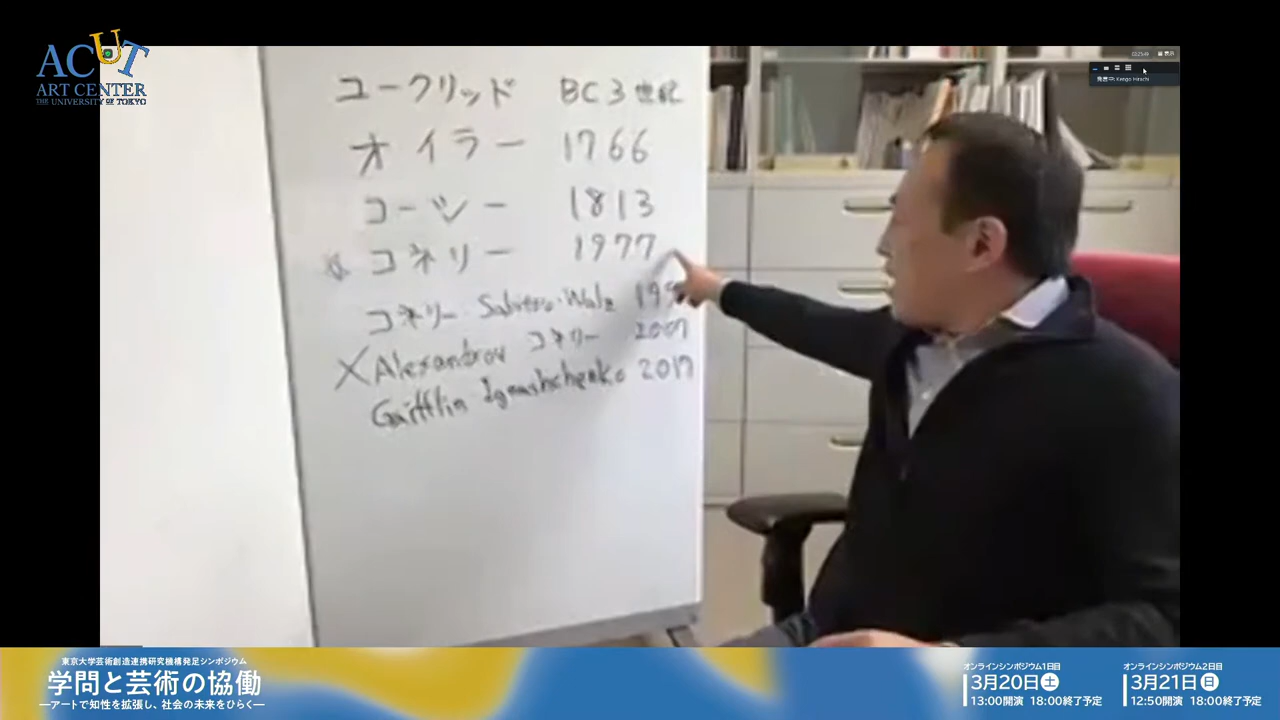 ACUT
ART CENTER
THE UNIVERSITY OF TOKYO
表示
発言中: Kengo Hirachi
ユークリッド BC3世紀
オイラー 1766
コーシー 1813
コネリー 1977
コネリー Sabitov Walz
X Alexandrov コネリー 2007
Gaifflin Ignashchenko 2017
東京大学芸術創造連携研究機構発足シンポジウム
学問と芸術の協働
―アートで知性を拡張し、社会の未来をひらく―
オンラインシンポジウム1日目
3月20日 土
13:00開演 18:00終了予定
オンラインシンポジウム2日目
3月21日 日
12:50開演 18:00終了予定